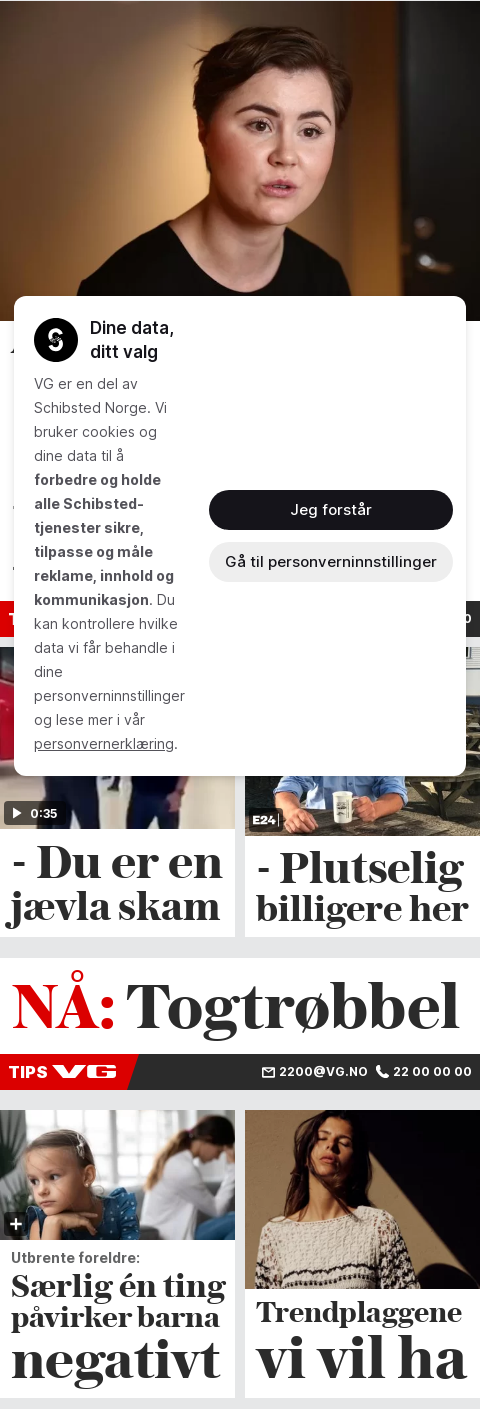 Dine data,
ditt valg
VG er en del av
Schibsted Norge. Vi
bruker cookies og
dine data til å
forbedre og holde
alle Schibsted-
tjenester sikre,
tilpasse og måle
reklame, innhold og
kommunikasjon. Du
kan kontrollere hvilke
data vi får behandle i
dine
personverninnstillinger
og lese mer i vår
personvernerklæring.
Jeg forstår
Gå til personverninnstillinger
0:35
- Du er en
jævla skam
E24
- Plutselig
billigere her
NÅ: Togtrøbbel
TIPS VG 2200@VG.NO 22 00 00 00
Utbrente foreldre:
Særlig én ting
påvirker barna
negativt
Trendplaggene
vi vil ha